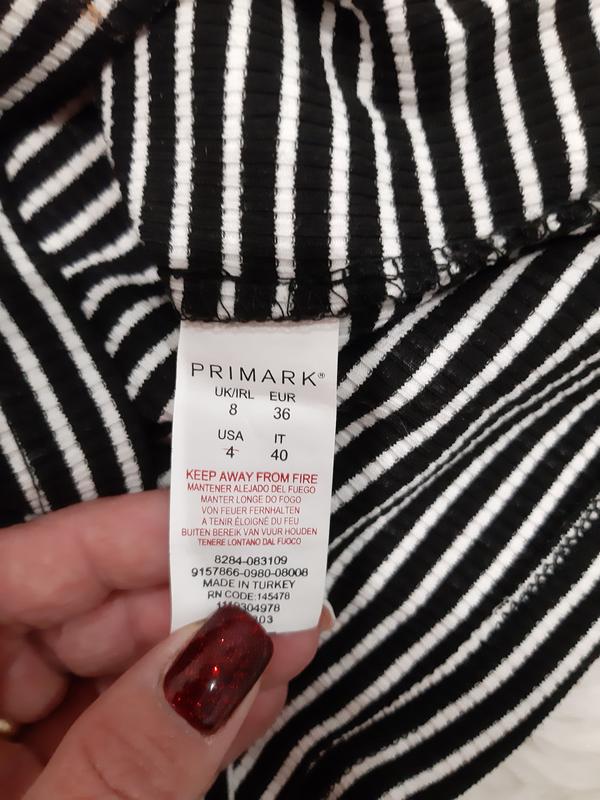 PRIMARK®
UK/IRL EUR
8 36
USA IT
4 40
KEEP AWAY FROM FIRE
MANTENER ALEJADO DEL FUEGO
MANTER LONGE DO FOGO
VON FEUER FERNHALTEN
A TENIR ÉLOIGNÉ DU FEU
BUITEN BEREIK VAN VUUR HOUDEN
TENERE LONTANO DAL FUOCO
8284-083109
9157866-0980-08008
MADE IN TURKEY
RN CODE:145478